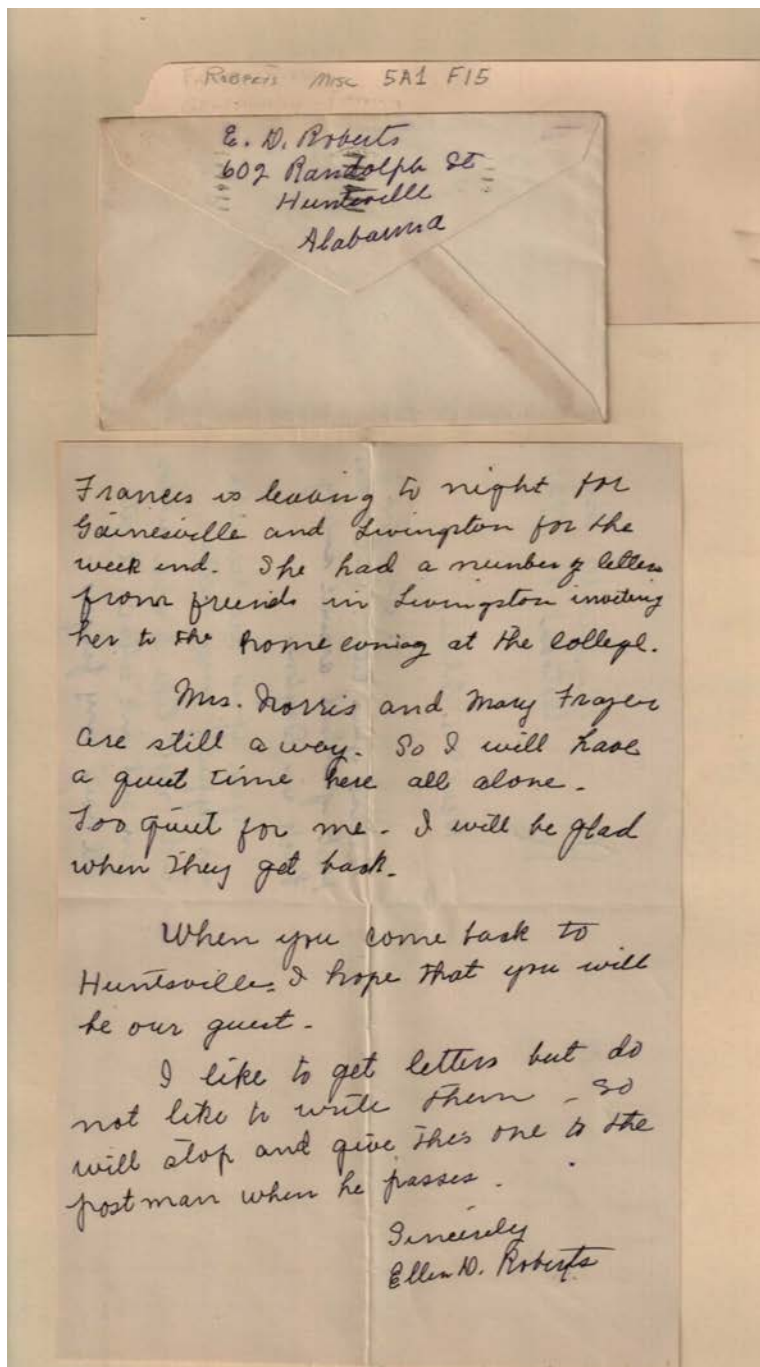 Roberts Misc 5A1 F15
E. D. Roberts
602 Randolph St
Huntsville
Alabama
Frances is leaving to night for
Gainesville and Livingston for the
week end. She had a number of letters
from friends in Livingston inviting
her to the home coming at the College.
Mrs. Norris and Mary Frazer
are still away. So I will have
a quiet time here all alone.
Too quiet for me. I will be glad
when they get back.
When you come back to
Huntsville, I hope that you will
be our guest.
I like to get letters but do
not like to write them - so
will stop and give this one to the
postman when he passes.
Sincerely
Ellen D. Roberts